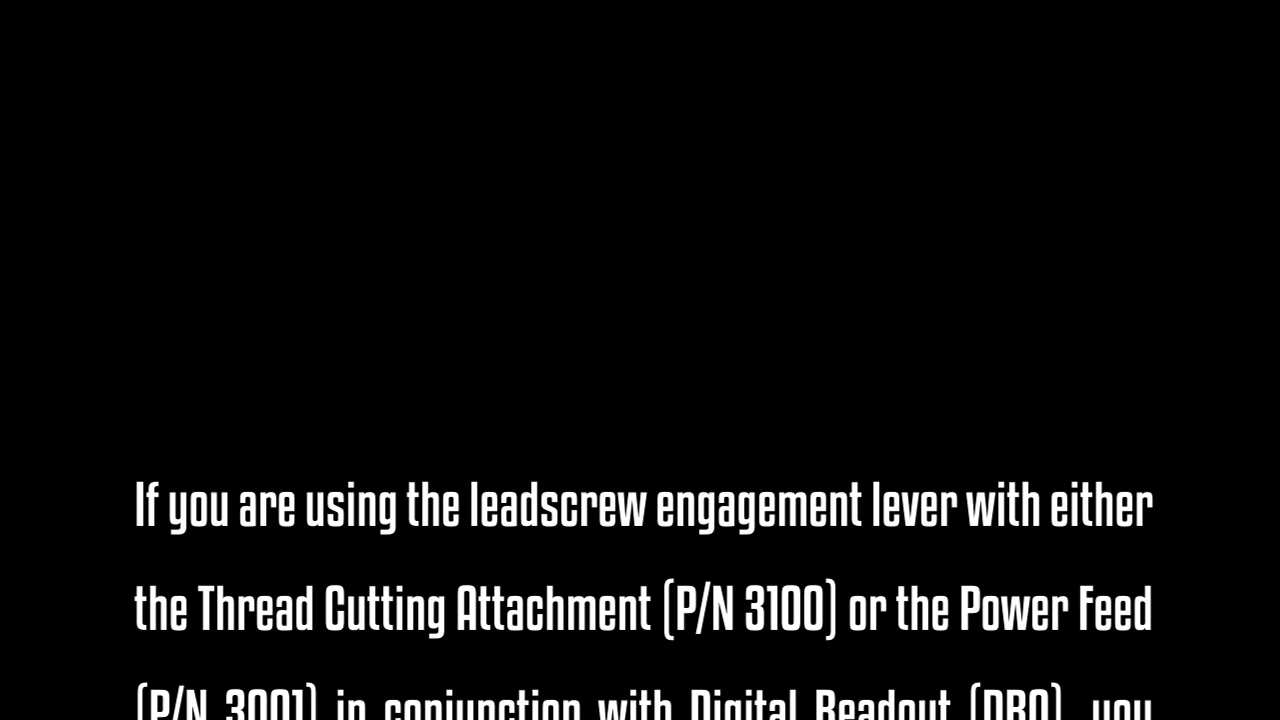 If you are using the leadscrew engagement lever with either
the Thread Cutting Attachment (P/N 3100) or the Power Feed
(P/N 3001) in conjunction with Digital Readout (DRO), you